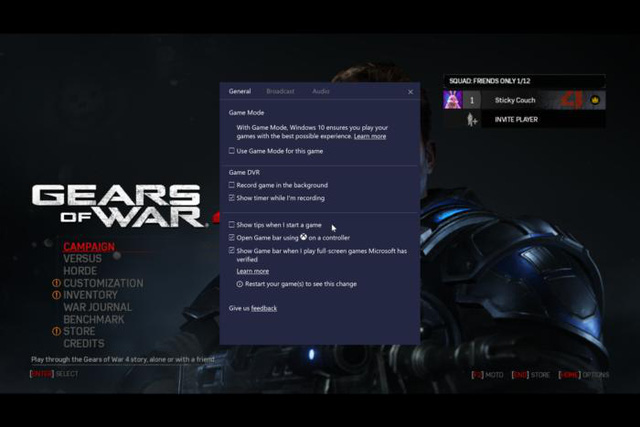 SQUAD: FRIENDS ONLY 1/12
1 Sticky Couch
INVITE PLAYER
General Broadcast Audio
Game Mode
With Game Mode, Windows 10 ensures you play your
games with the best possible experience. Learn more
Use Game Mode for this game
Game DVR
Record game in the background
Show timer while I'm recording
Show tips when I start a game
Open Game bar using on a controller
Show Game bar when I play full-screen games Microsoft has
verified
Learn more
Restart your game(s) to see this change
Give us feedback
GEARS
OF WAR 4
CAMPAIGN
VERSUS
HORDE
CUSTOMIZATION
INVENTORY
WAR JOURNAL
BENCHMARK
STORE
CREDITS
Play through the Gears of War 4 story, alone or with a friend.
[ENTER] SELECT
[F2] MOTD [END] STORE [HOME] OPTIONS